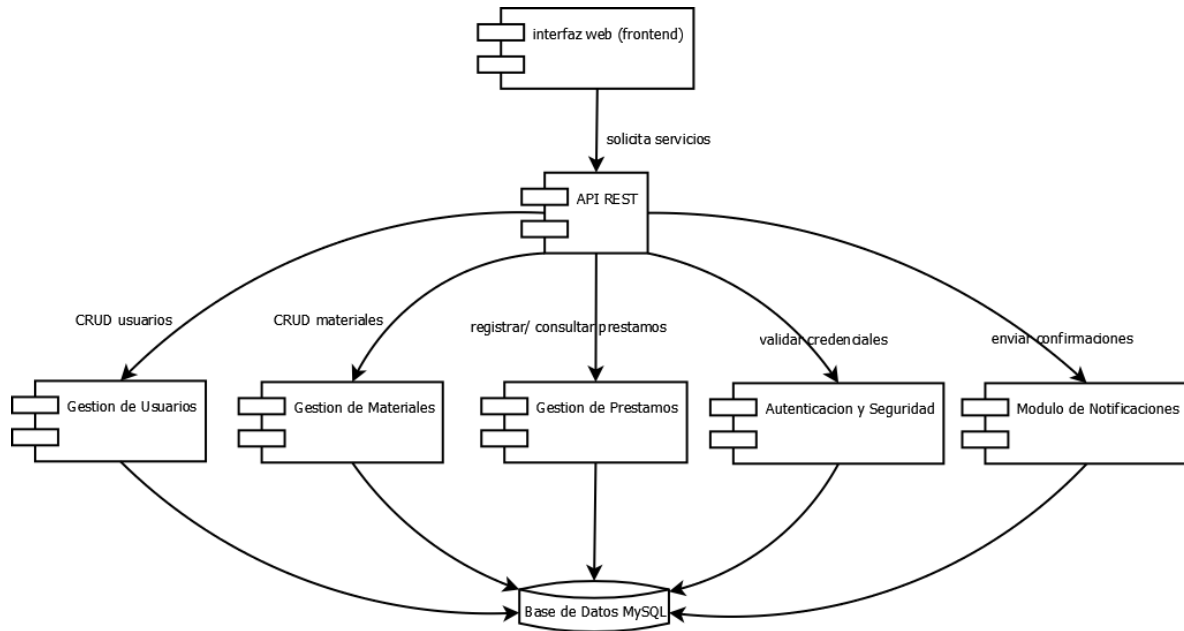 interfaz web (frontend)
solicita servicios
API REST
CRUD usuarios
CRUD materiales
registrar/ consultar prestamos
validar credenciales
enviar confirmaciones
Gestion de Usuarios
Gestion de Materiales
Gestion de Prestamos
Autenticacion y Seguridad
Modulo de Notificaciones
Base de Datos MySQL